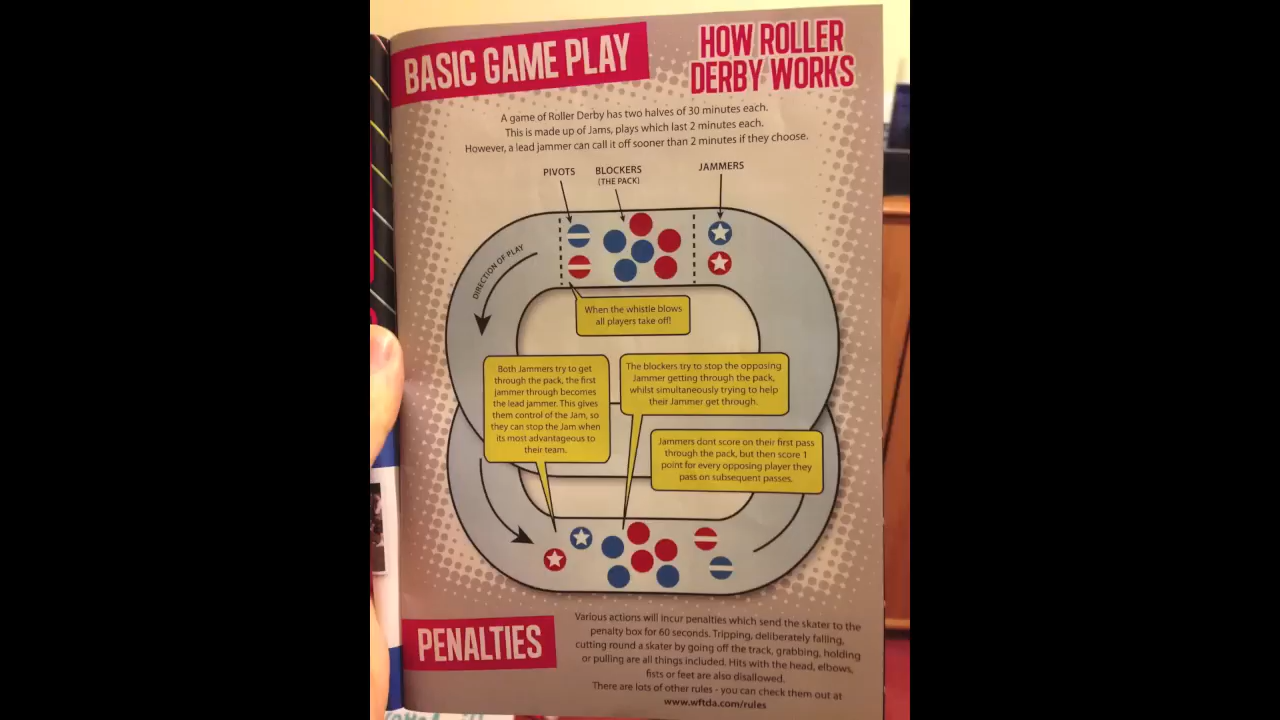 BASIC GAME PLAY
HOW ROLLER
DERBY WORKS
A game of Roller Derby has two halves of 30 minutes each.
This is made up of Jams, plays which last 2 minutes each.
However, a lead jammer can call it off sooner than 2 minutes if they choose.
PIVOTS
BLOCKERS
(THE PACK)
JAMMERS
DIRECTION OF PLAY
When the whistle blows
all players take off!
Both Jammers try to get
through the pack, the first
Jammer through becomes
the lead jammer. This gives
them control of the Jam, so
they can stop the Jam when
its most advantageous to
their team.
The blockers try to stop the opposing
Jammer getting through the pack,
whilst simultaneously trying to help
their Jammer get through.
Jammers dont score on their first pass
through the pack, but then score 1
point for every opposing player they
pass on subsequent passes.
PENALTIES
Various actions will incur penalties which send the skater to the
penalty box for 60 seconds. Tripping, deliberately falling,
cutting round a skater by going off the track, grabbing, holding
or pulling are all things included. Hits with the head, elbows,
fists or feet are also disallowed.
There are lots of other rules - you can check them out at
www.wftda.com/rules